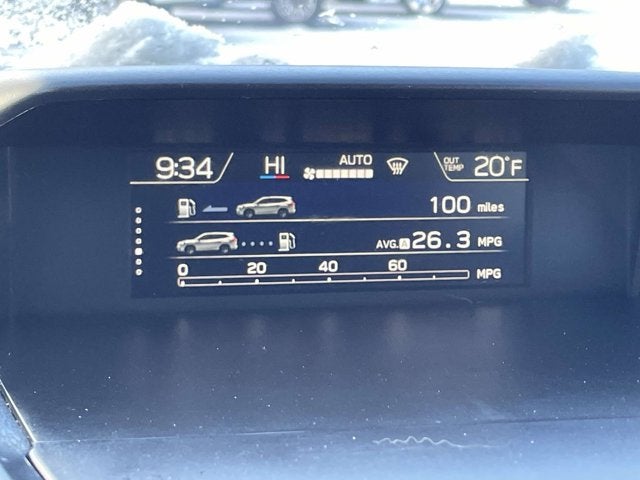 9:34 HI AUTO OUT TEMP 20°F
100 miles
AVG. A 26.3 MPG
0 20 40 60 MPG